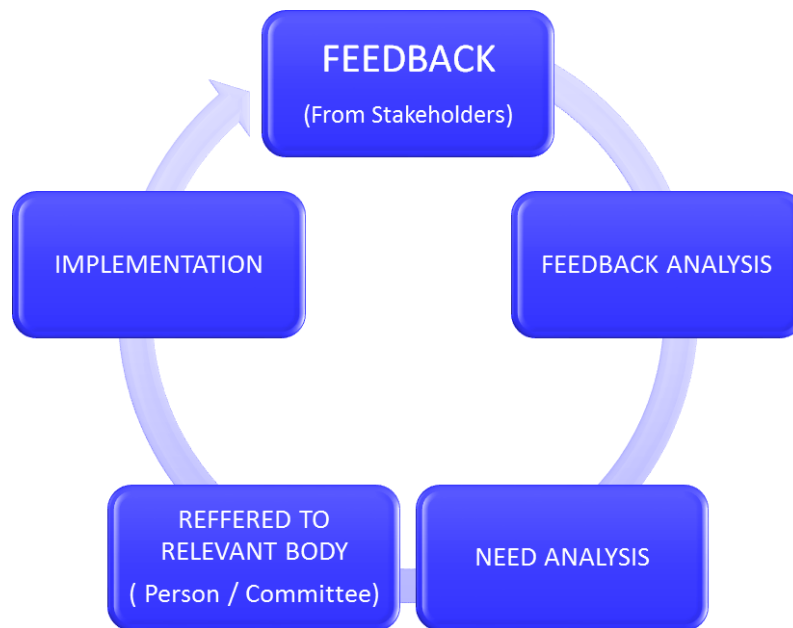 FEEDBACK
(From Stakeholders)
FEEDBACK ANALYSIS
NEED ANALYSIS
REFFERED TO
RELEVANT BODY
( Person / Committee)
IMPLEMENTATION